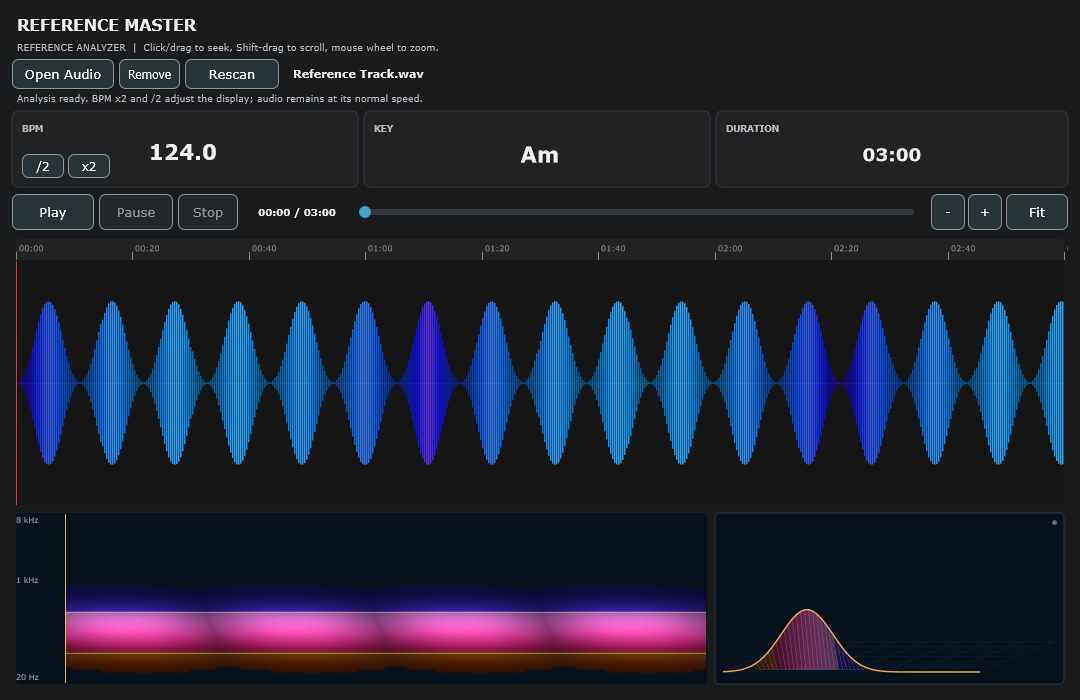 REFERENCE MASTER
REFERENCE ANALYZER | Click/drag to seek, Shift-drag to scroll, mouse wheel to zoom.
Open Audio Remove Rescan Reference Track.wav
Analysis ready. BPM x2 and /2 adjust the display; audio remains at its normal speed.
BPM KEY DURATION
124.0 Am 03:00
/2 x2
Play Pause Stop 00:00 / 03:00 - + Fit
00:00 00:20 00:40 01:00 01:20 01:40 02:00 02:20 02:40
8 kHz
1 kHz
20 Hz